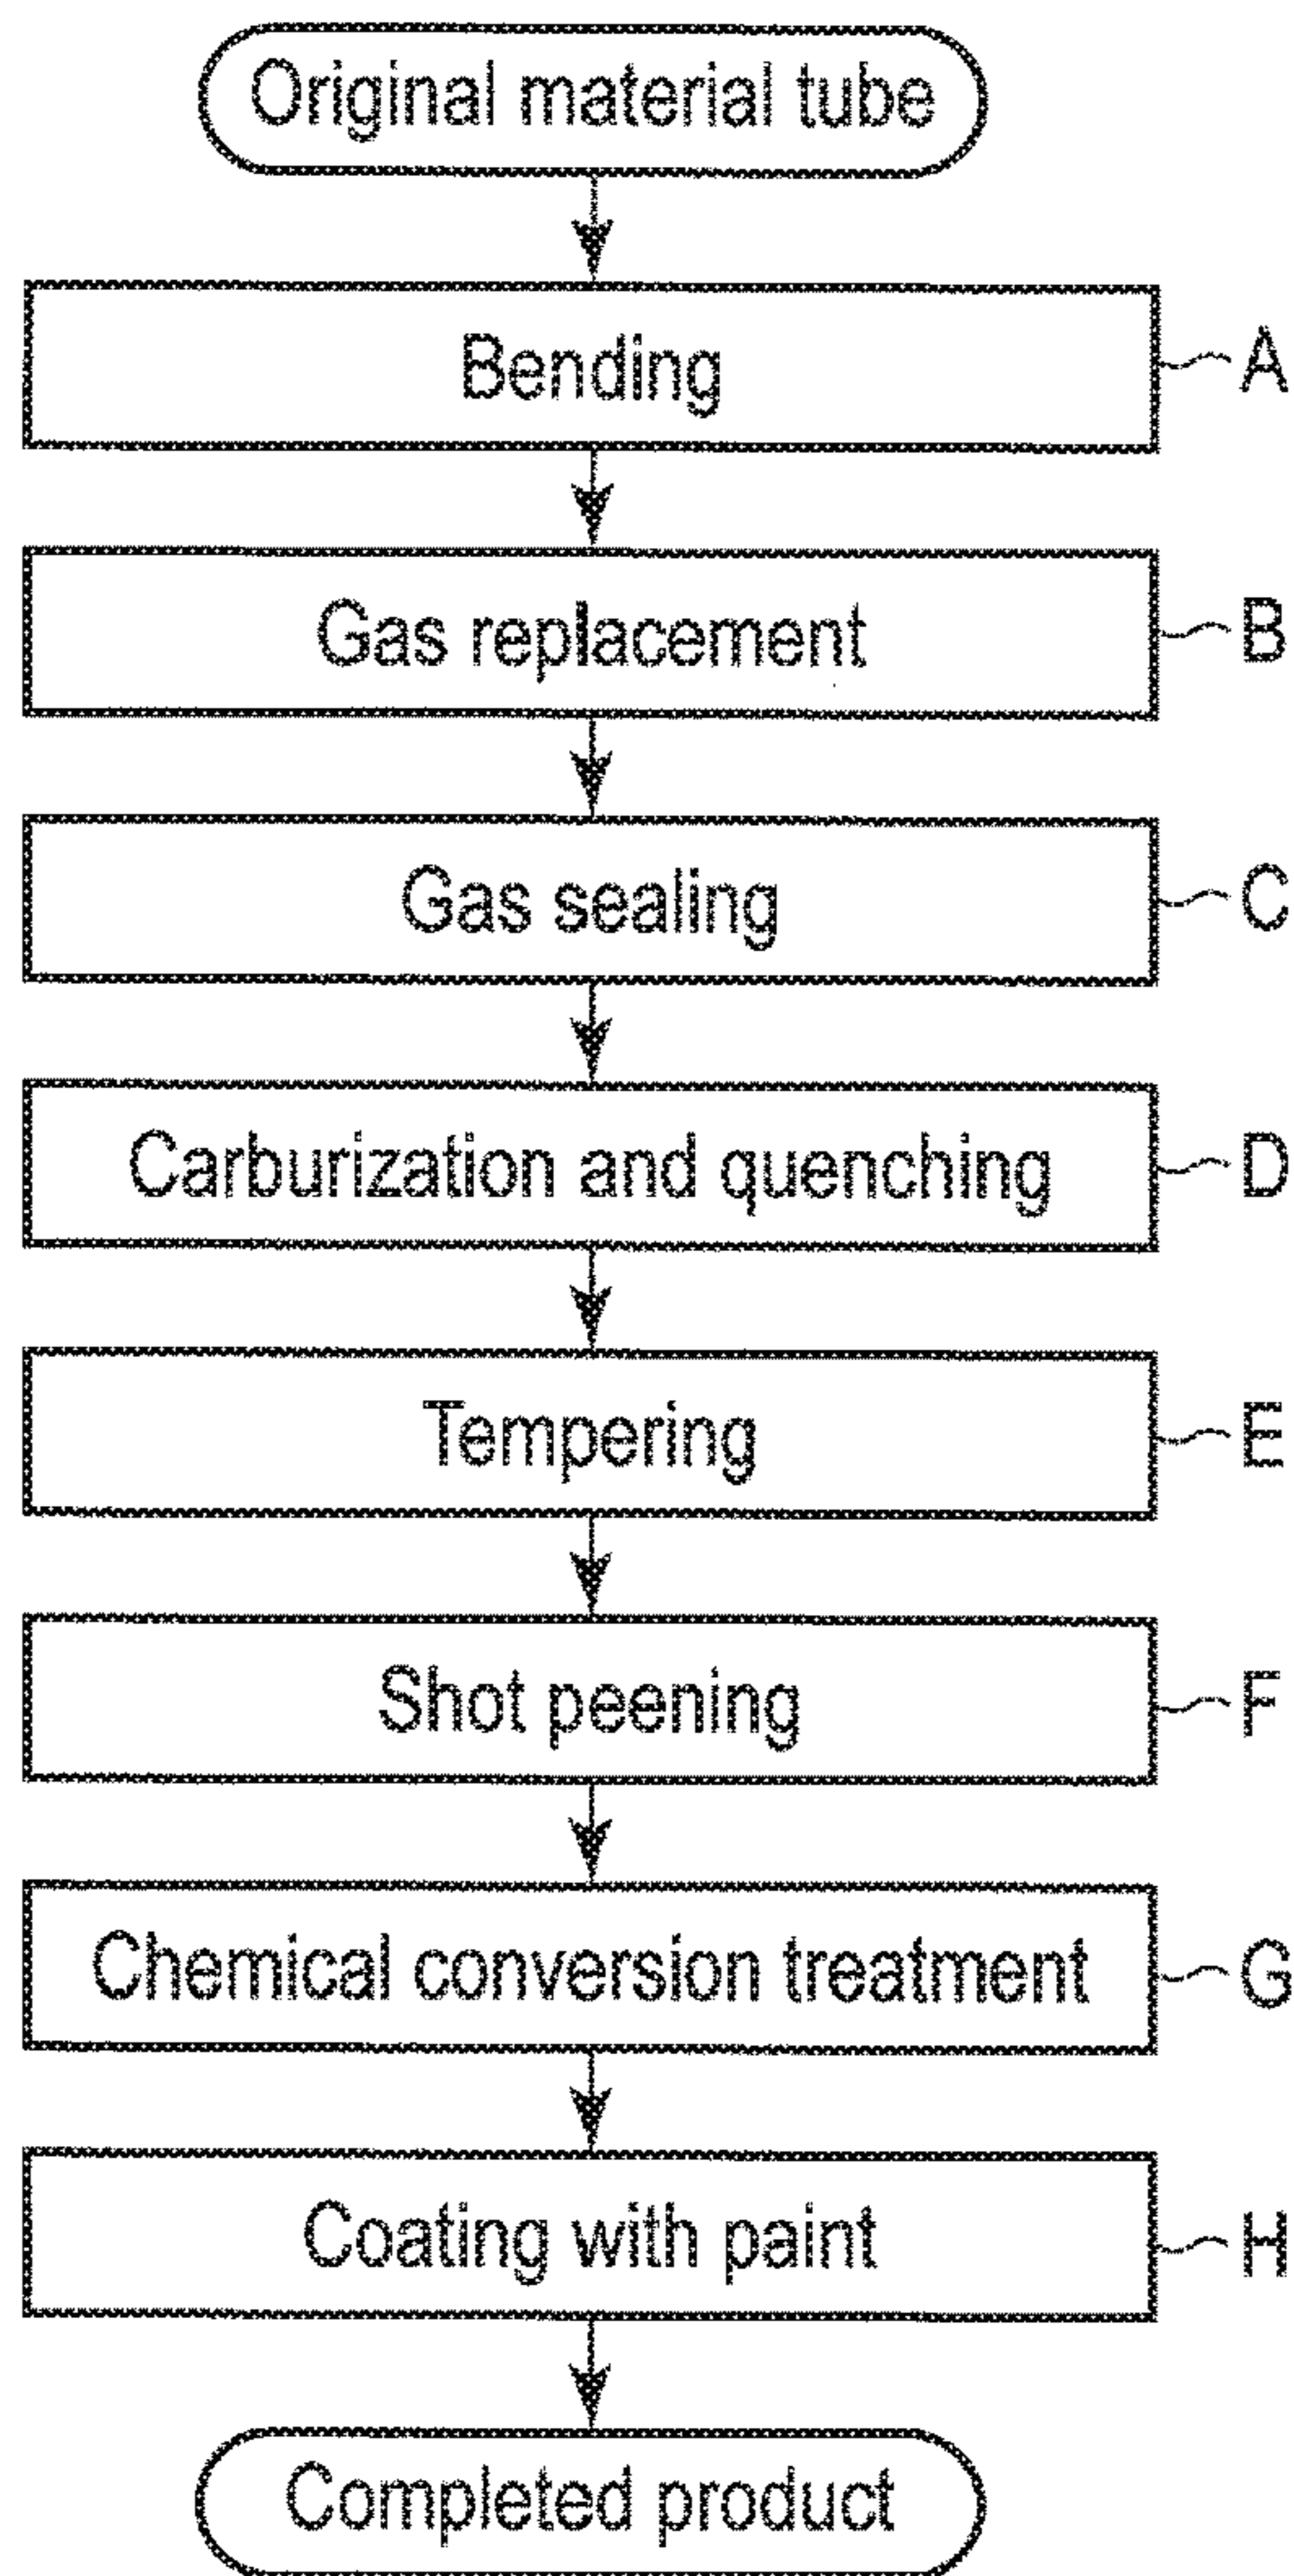 Original material tube
Bending A
Gas replacement B
Gas sealing C
Carburization and quenching D
Tempering E
Shot peening F
Chemical conversion treatment G
Coating with paint H
Completed product